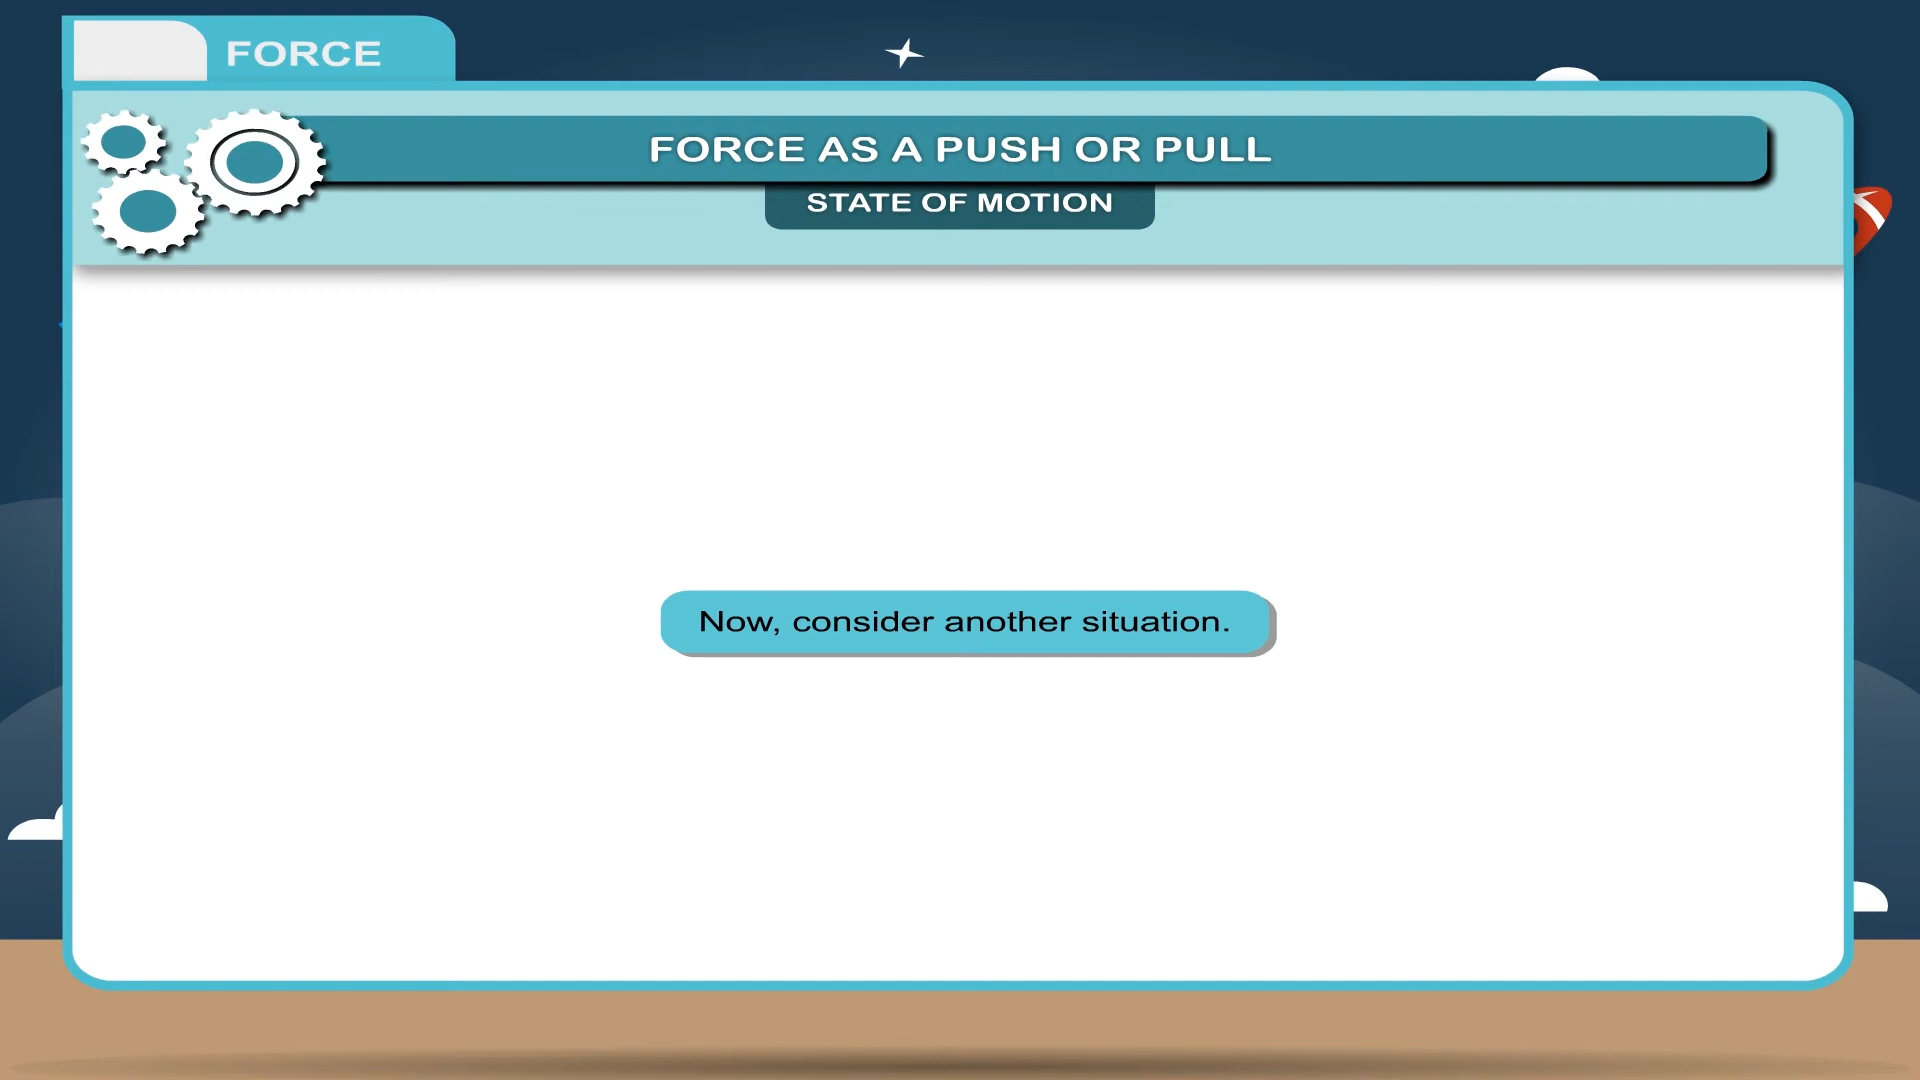 FORCE
FORCE AS A PUSH OR PULL
STATE OF MOTION
Now, consider another situation.